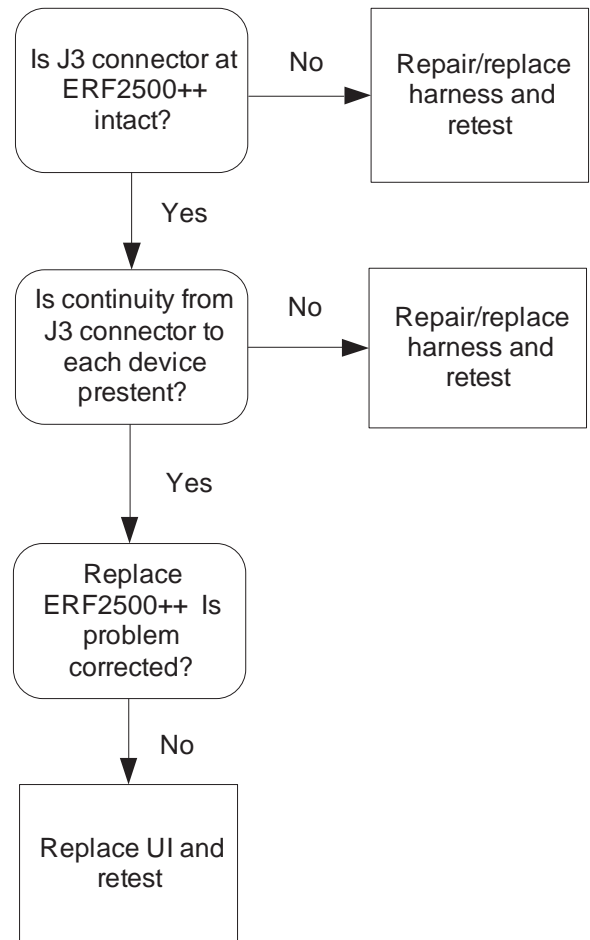 Is J3 connector at
ERF2500++
intact?
No
Repair/replace
harness and
retest
Yes
Is continuity from
J3 connector to
each device
prestent?
No
Repair/replace
harness and
retest
Yes
Replace
ERF2500++ Is
problem
corrected?
No
Replace UI and
retest